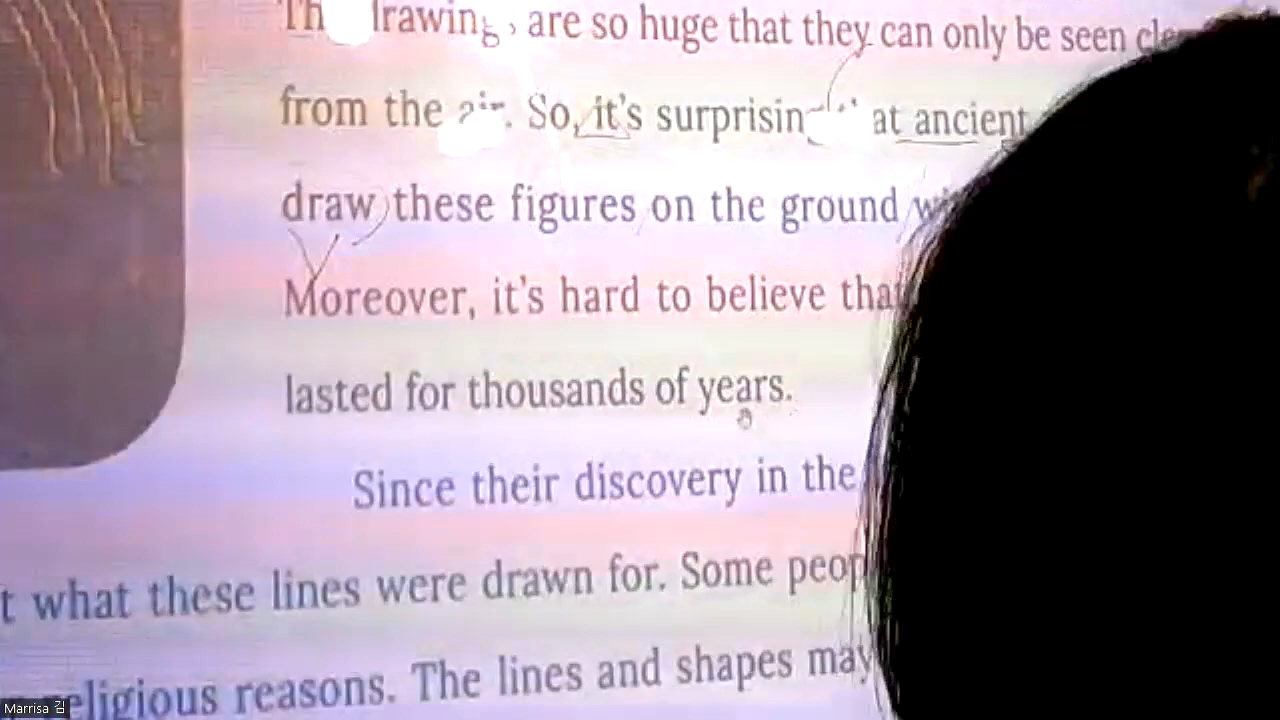 are so huge that they can only be seen
from the So, it's surprising at ancient
draw these figures on the ground
Moreover, it's hard to believe that
lasted for thousands of years.
Since their discovery in the
what these lines were drawn for. Some
religious reasons. The lines and shapes may
Marrisa 김